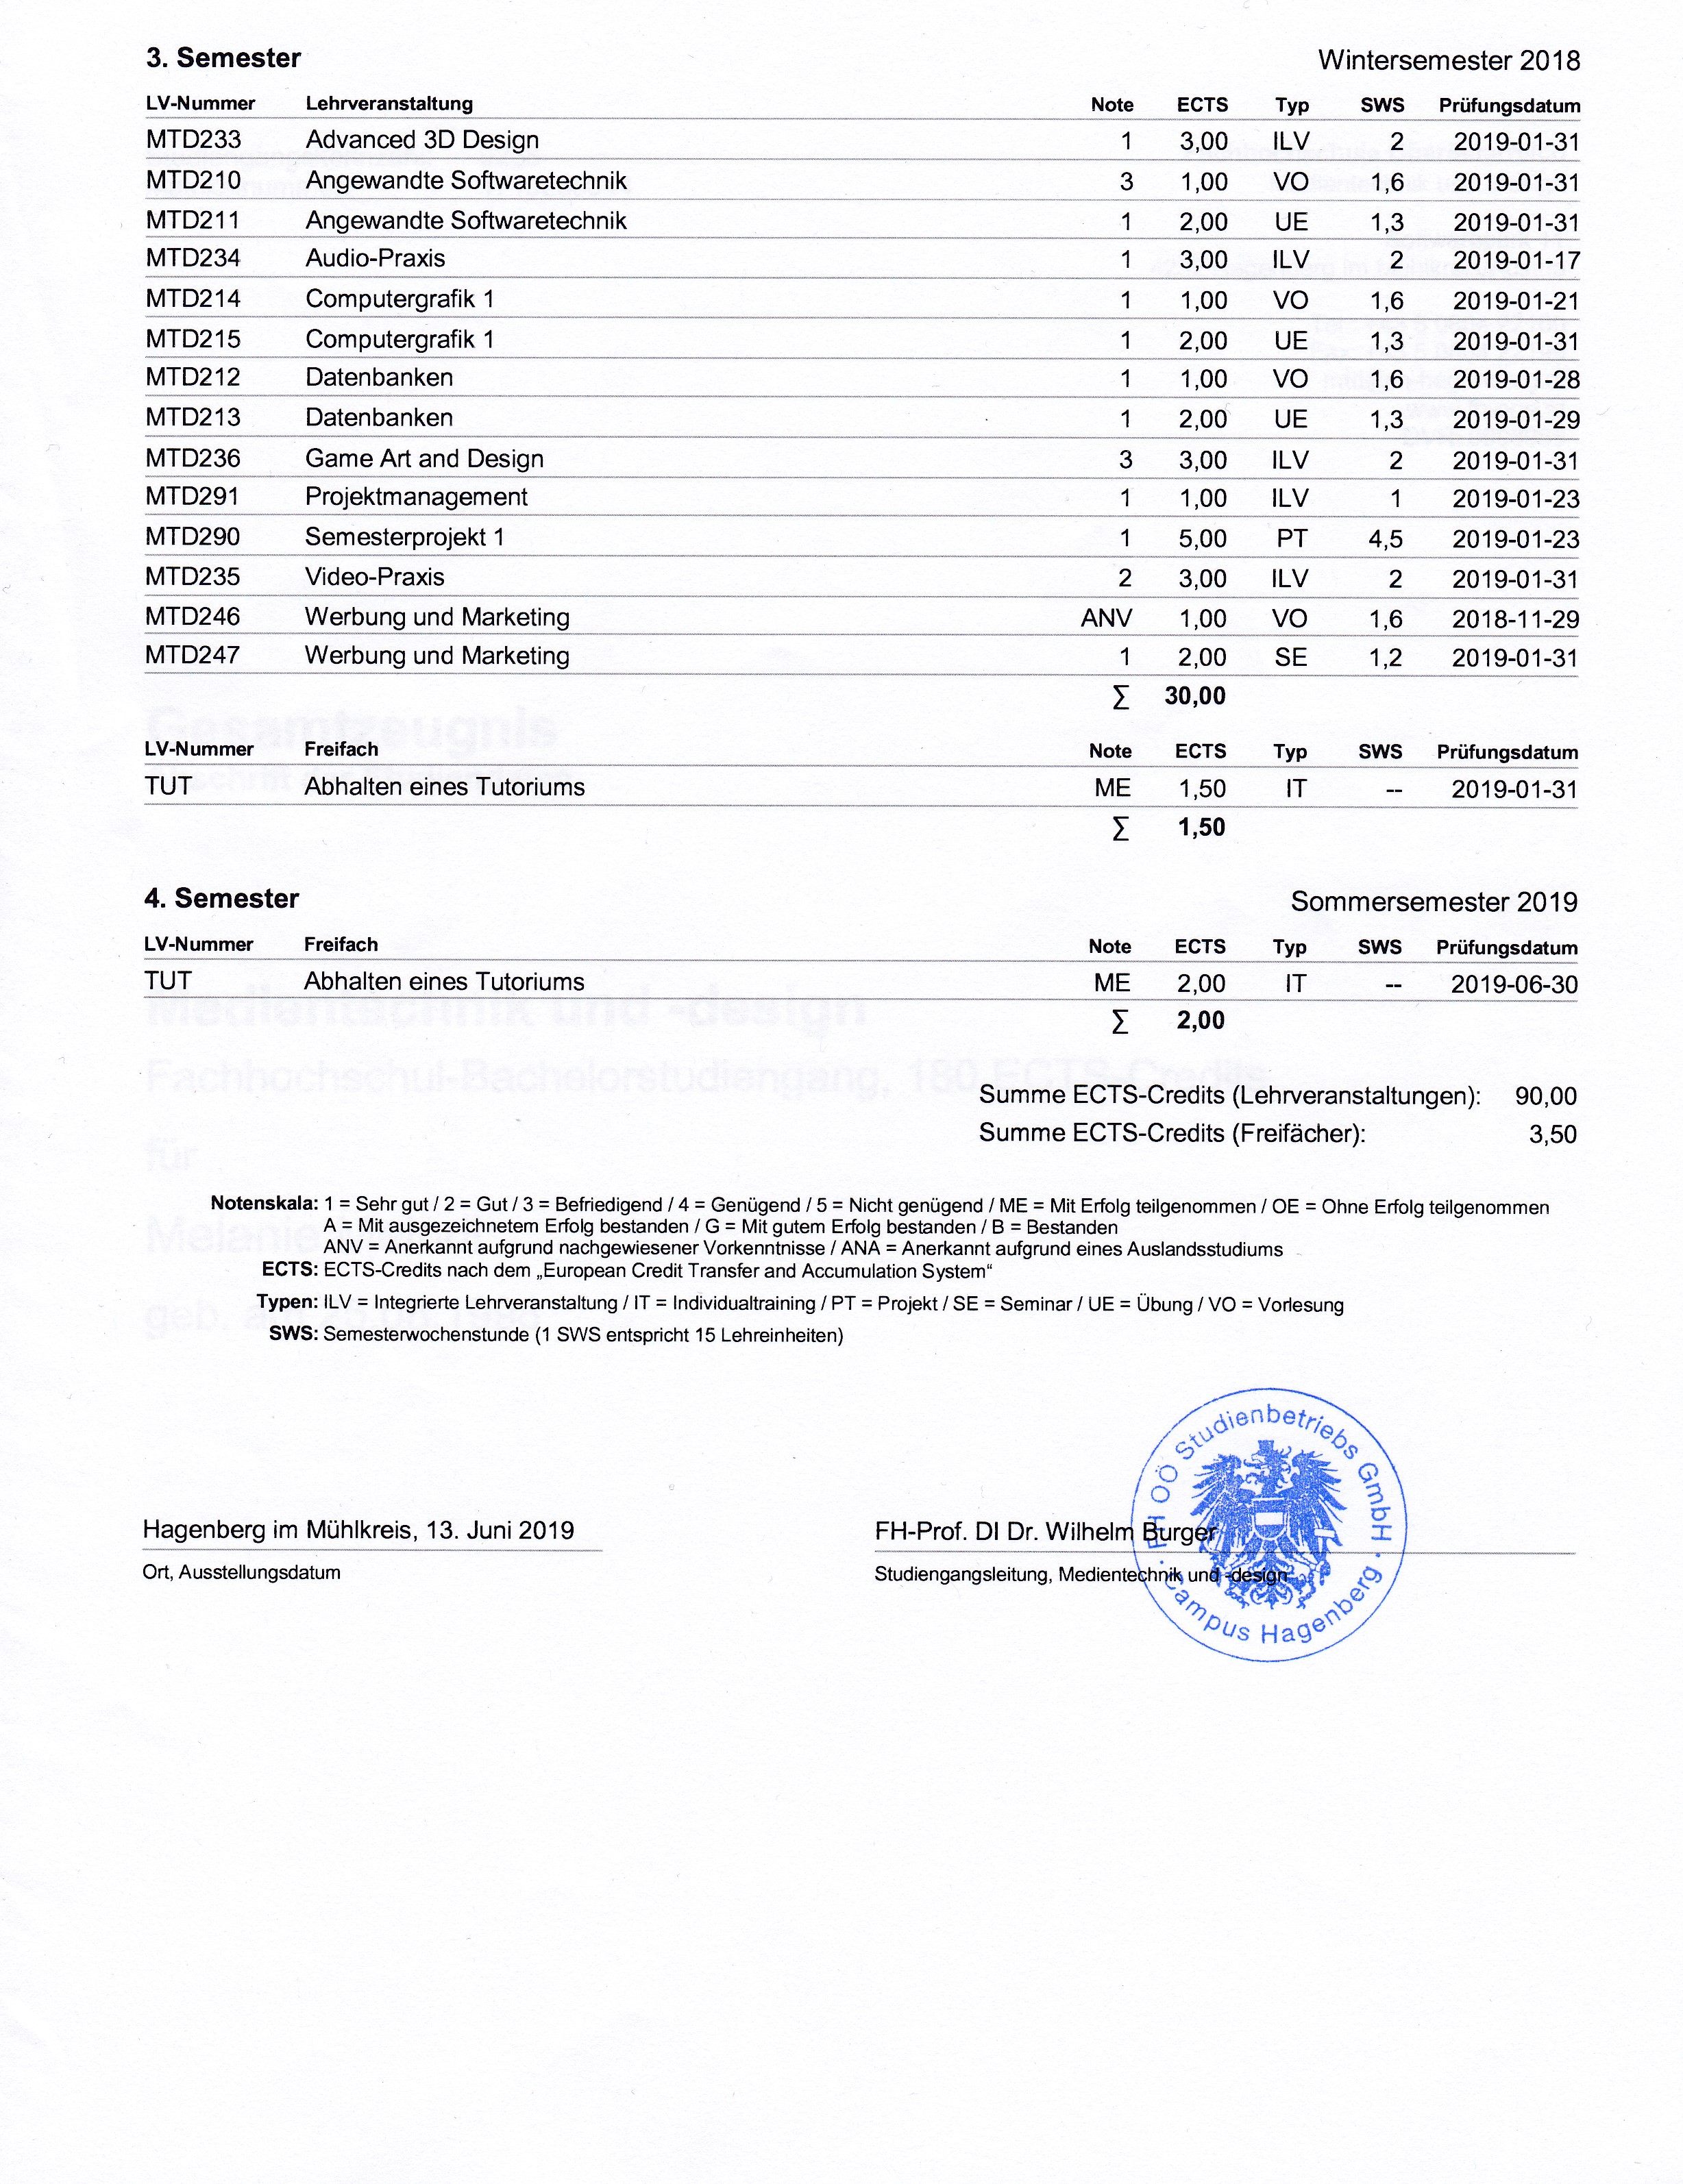 3. Semester Wintersemester 2018
LV-Nummer Lehrveranstaltung Note ECTS Typ SWS Prüfungsdatum
MTD233 Advanced 3D Design 1 3,00 ILV 2 2019-01-31
MTD210 Angewandte Softwaretechnik 3 1,00 VO 1,6 2019-01-31
MTD211 Angewandte Softwaretechnik 1 2,00 UE 1,3 2019-01-31
MTD234 Audio-Praxis 1 3,00 ILV 2 2019-01-17
MTD214 Computergrafik 1 1 1,00 VO 1,6 2019-01-21
MTD215 Computergrafik 1 1 2,00 UE 1,3 2019-01-31
MTD212 Datenbanken 1 1,00 VO 1,6 2019-01-28
MTD213 Datenbanken 1 2,00 UE 1,3 2019-01-29
MTD236 Game Art and Design 3 3,00 ILV 2 2019-01-31
MTD291 Projektmanagement 1 1,00 ILV 1 2019-01-23
MTD290 Semesterprojekt 1 1 5,00 PT 4,5 2019-01-23
MTD235 Video-Praxis 2 3,00 ILV 2 2019-01-31
MTD246 Werbung und Marketing ANV 1,00 VO 1,6 2018-11-29
MTD247 Werbung und Marketing 1 2,00 SE 1,2 2019-01-31
∑ 30,00
Gesamtzeugnis
LV-Nummer Freifach Note ECTS Typ SWS Prüfungsdatum
TUT Abhalten eines Tutoriums ME 1,50 IT -- 2019-01-31
∑ 1,50
4. Semester Sommersemester 2019
LV-Nummer Freifach Note ECTS Typ SWS Prüfungsdatum
TUT Abhalten eines Tutoriums ME 2,00 IT -- 2019-06-30
Medientechnik und -design
∑ 2,00
Fachhochschul-Bachelorstudiengang, 180 ECTS-Credits
Summe ECTS-Credits (Lehrveranstaltungen): 90,00
Summe ECTS-Credits (Freifächer): 3,50
für
Notenskala: 1 = Sehr gut / 2 = Gut / 3 = Befriedigend / 4 = Genügend / 5 = Nicht genügend / ME = Mit Erfolg teilgenommen / OE = Ohne Erfolg teilgenommen
A = Mit ausgezeichnetem Erfolg bestanden / G = Mit gutem Erfolg bestanden / B = Bestanden
Melanie
ANV = Anerkannt aufgrund nachgewiesener Vorkenntnisse / ANA = Anerkannt aufgrund eines Auslandsstudiums
ECTS: ECTS-Credits nach dem „European Credit Transfer and Accumulation System“
Typen: ILV = Integrierte Lehrveranstaltung / IT = Individualtraining / PT = Projekt / SE = Seminar / UE = Übung / VO = Vorlesung
geb.
SWS: Semesterwochenstunde (1 SWS entspricht 15 Lehreinheiten)
FH OÖ Studienbetriebs GmbH
· Campus Hagenberg ·
Hagenberg im Mühlkreis, 13. Juni 2019 FH-Prof. DI Dr. Wilhelm Burger
Ort, Ausstellungsdatum Studiengangsleitung, Medientechnik und -design